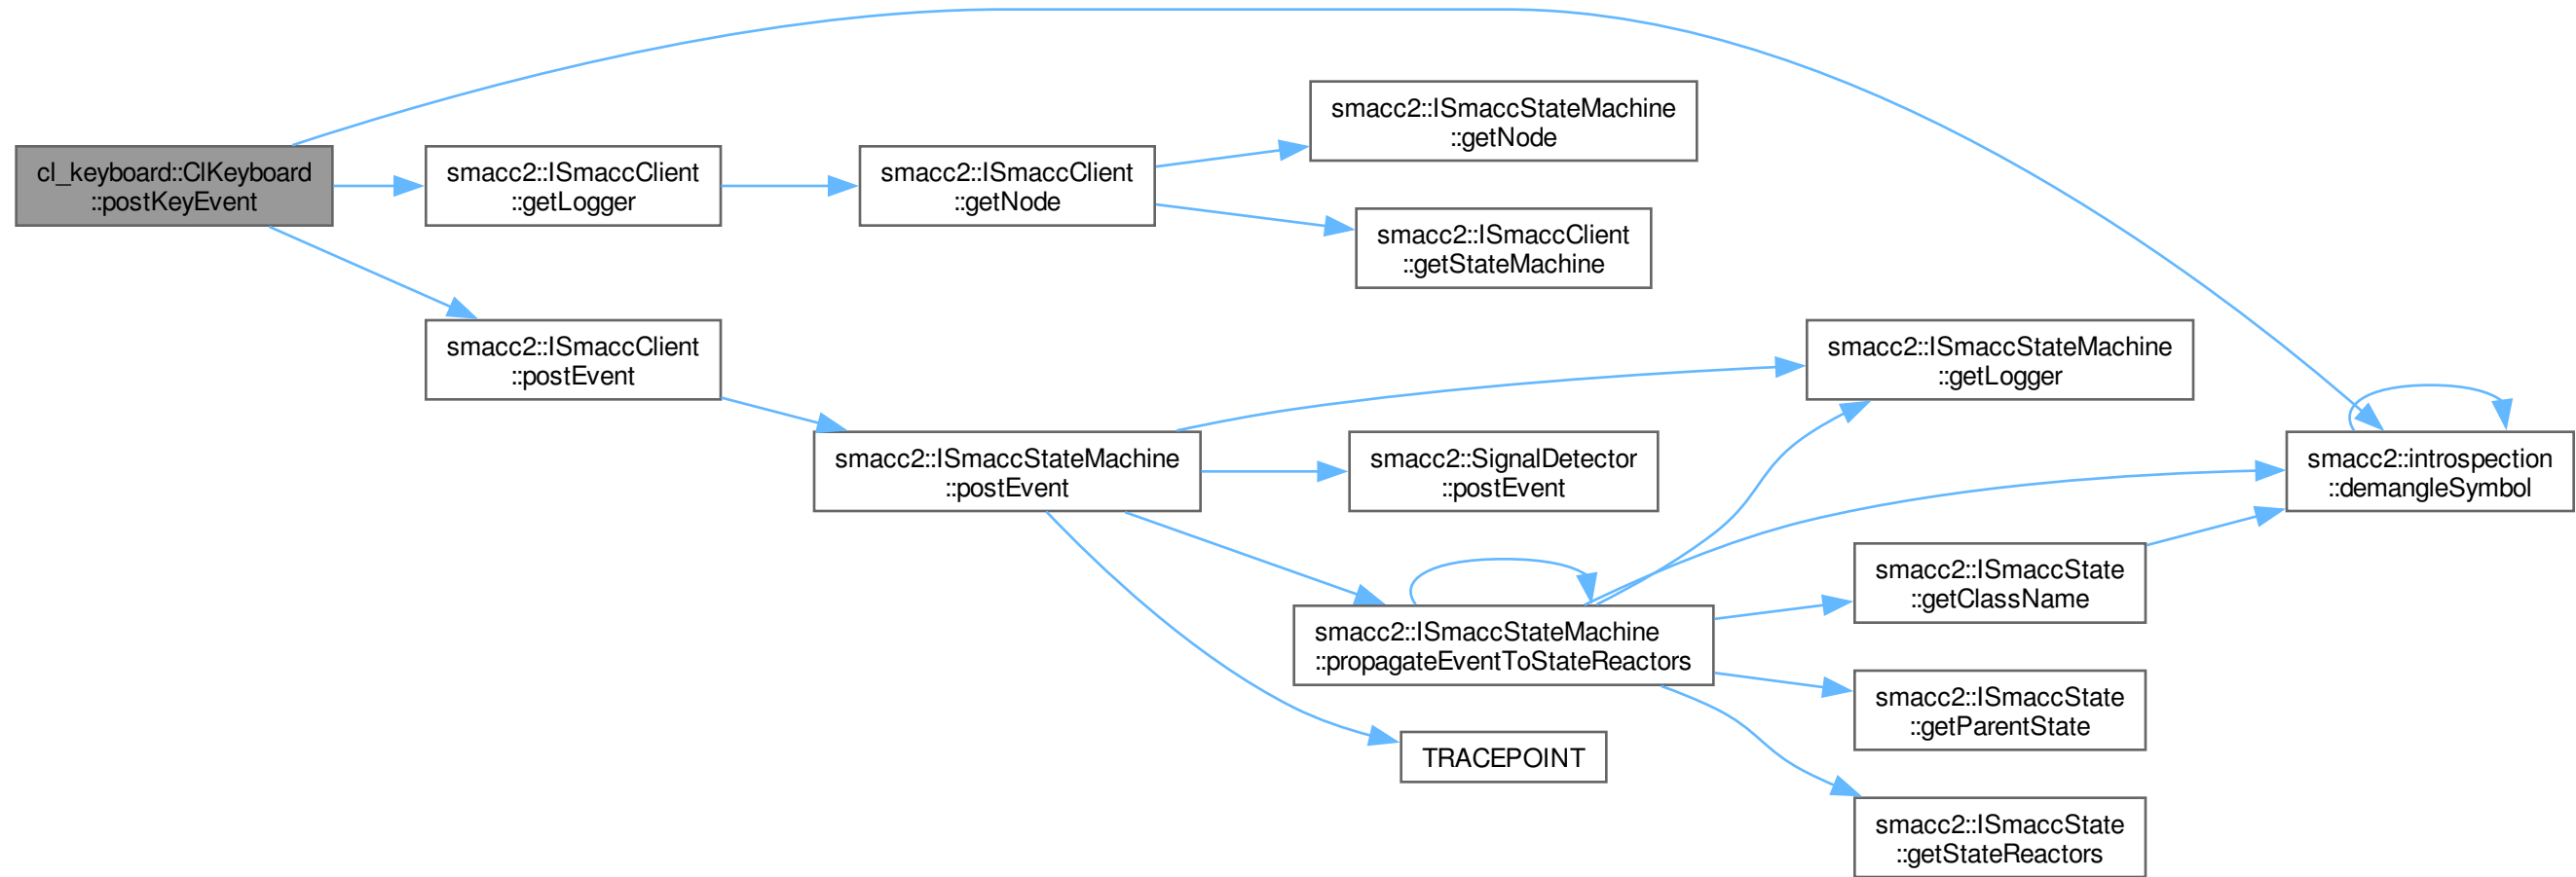 cl_keyboard::ClKeyboard
::postKeyEvent
smacc2::ISmaccClient
::getLogger
smacc2::ISmaccClient
::getNode
smacc2::ISmaccStateMachine
::getNode
smacc2::ISmaccClient
::getStateMachine
smacc2::ISmaccClient
::postEvent
smacc2::ISmaccStateMachine
::postEvent
smacc2::ISmaccStateMachine
::getLogger
smacc2::SignalDetector
::postEvent
smacc2::introspection
::demangleSymbol
smacc2::ISmaccStateMachine
::propagateEventToStateReactors
smacc2::ISmaccState
::getClassName
smacc2::ISmaccState
::getParentState
TRACEPOINT
smacc2::ISmaccState
::getStateReactors